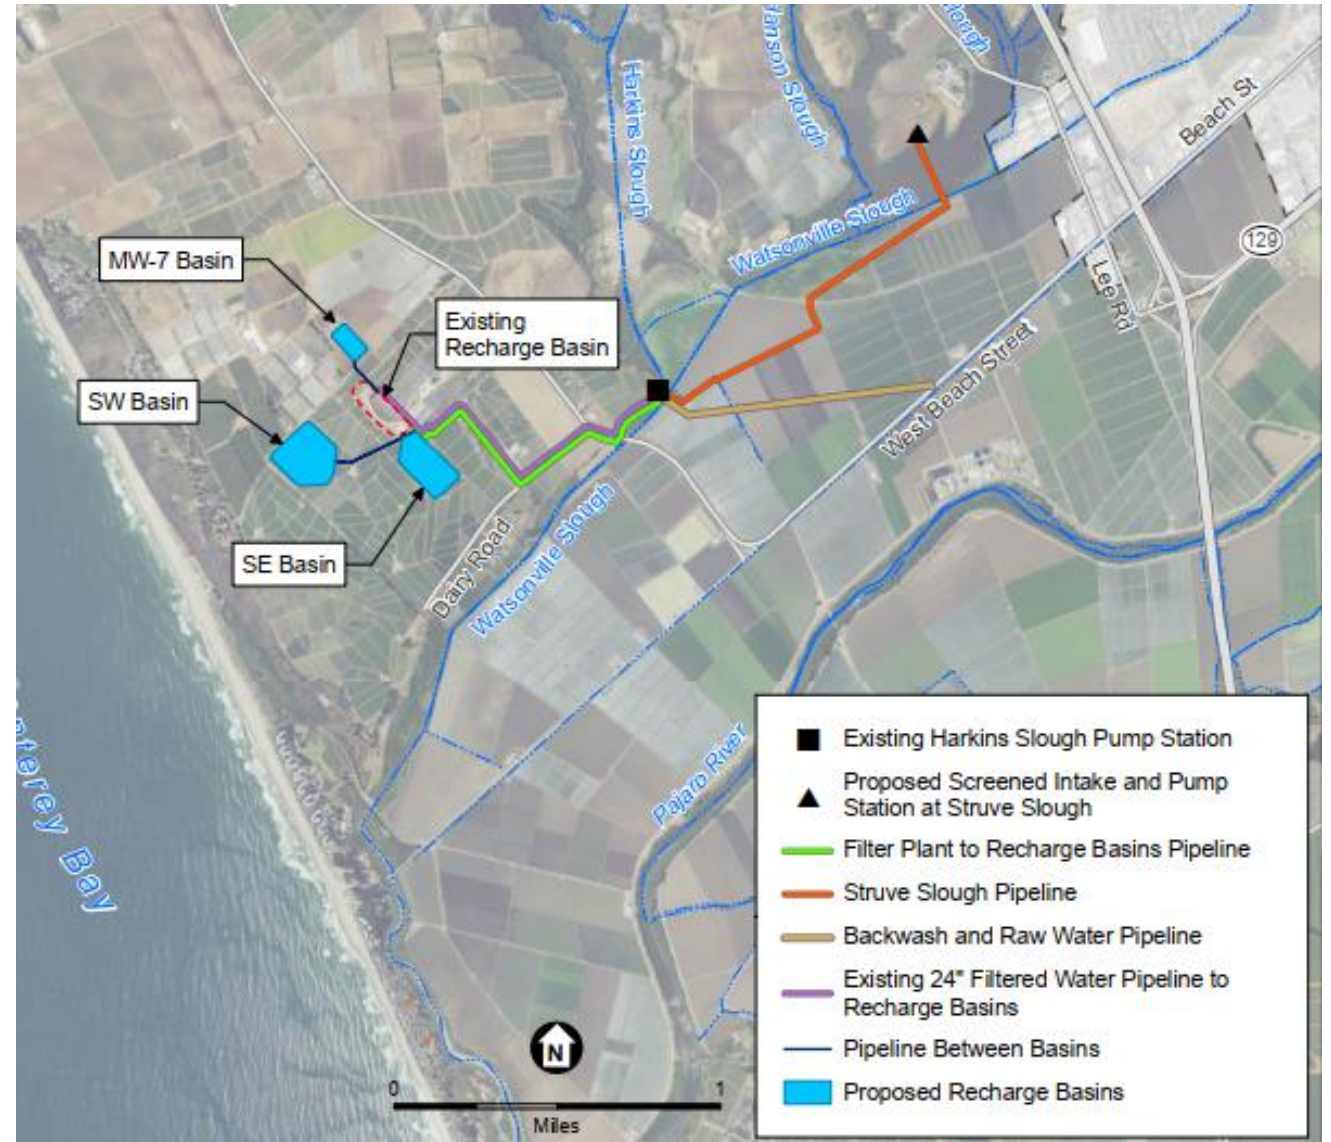 Harkins Slough
Hanson Slough
Slough
Beach St
129
Lee Rd
Watsonville Slough
West Beach Street
MW-7 Basin
Existing
Recharge Basin
SW Basin
SE Basin
Dairy Road
Watsonville Slough
Pajaro River
Bay
N
0
1
Miles
Existing Harkins Slough Pump Station
Proposed Screened Intake and Pump
Station at Struve Slough
Filter Plant to Recharge Basins Pipeline
Struve Slough Pipeline
Backwash and Raw Water Pipeline
Existing 24" Filtered Water Pipeline to
Recharge Basins
Pipeline Between Basins
Proposed Recharge Basins